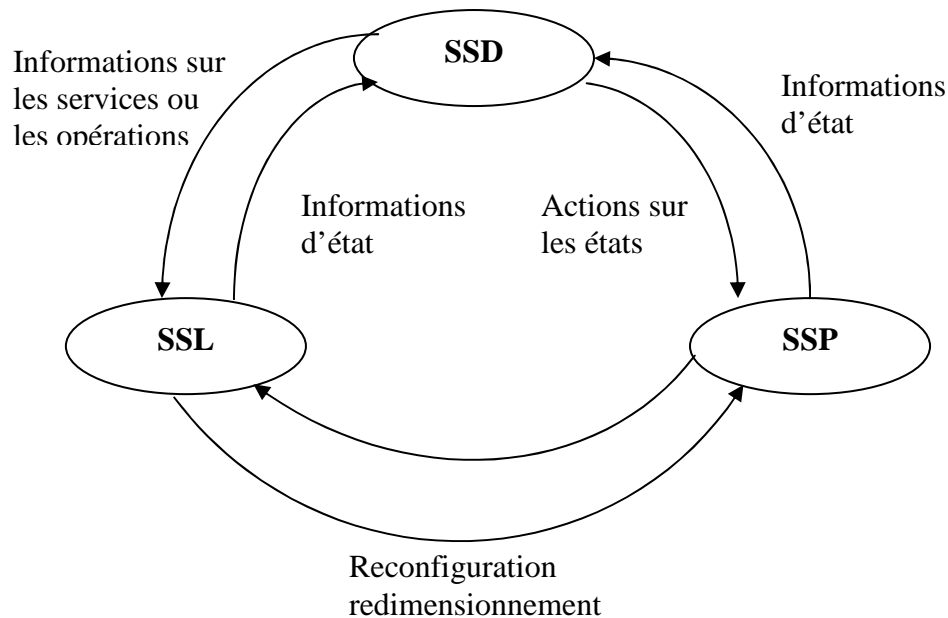 SSD
Informations sur
les services ou
les opérations
Informations
d’état
Informations
d’état
Actions sur
les états
SSL
SSP
Reconfiguration
redimensionnement